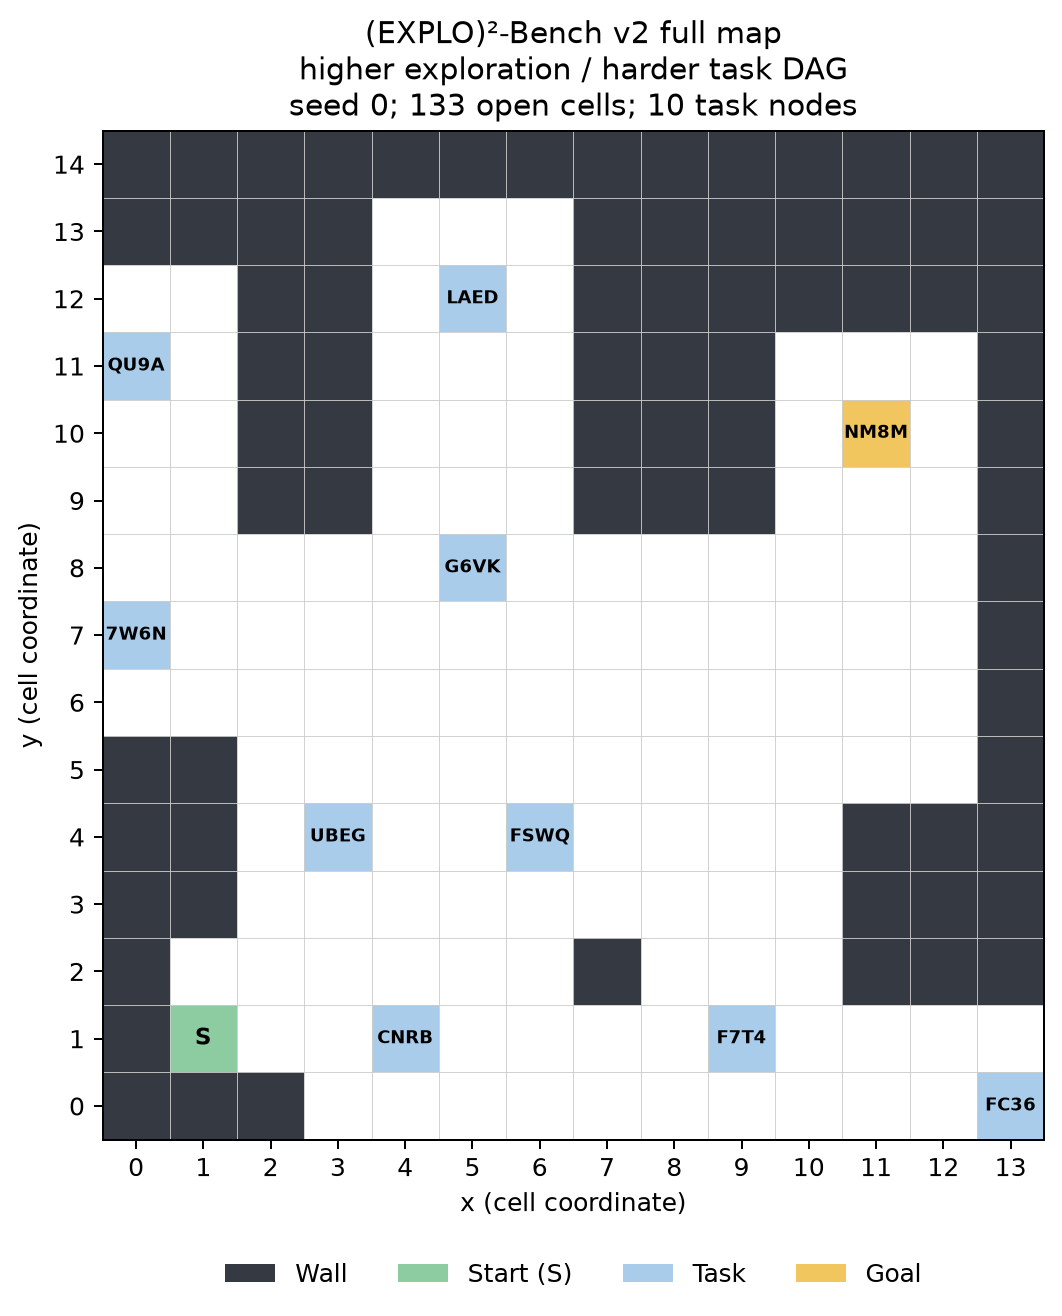 (EXPLO)²-Bench v2 full map
higher exploration / harder task DAG
seed 0; 133 open cells; 10 task nodes
14
13
12 LAED
11 QU9A
10 NM8M
9
8 G6VK
7 7W6N
6
5
4 UBEG FSWQ
3
2
1 S CNRB F7T4
0 FC36
y (cell coordinate)
0 1 2 3 4 5 6 7 8 9 10 11 12 13
x (cell coordinate)
Wall Start (S) Task Goal